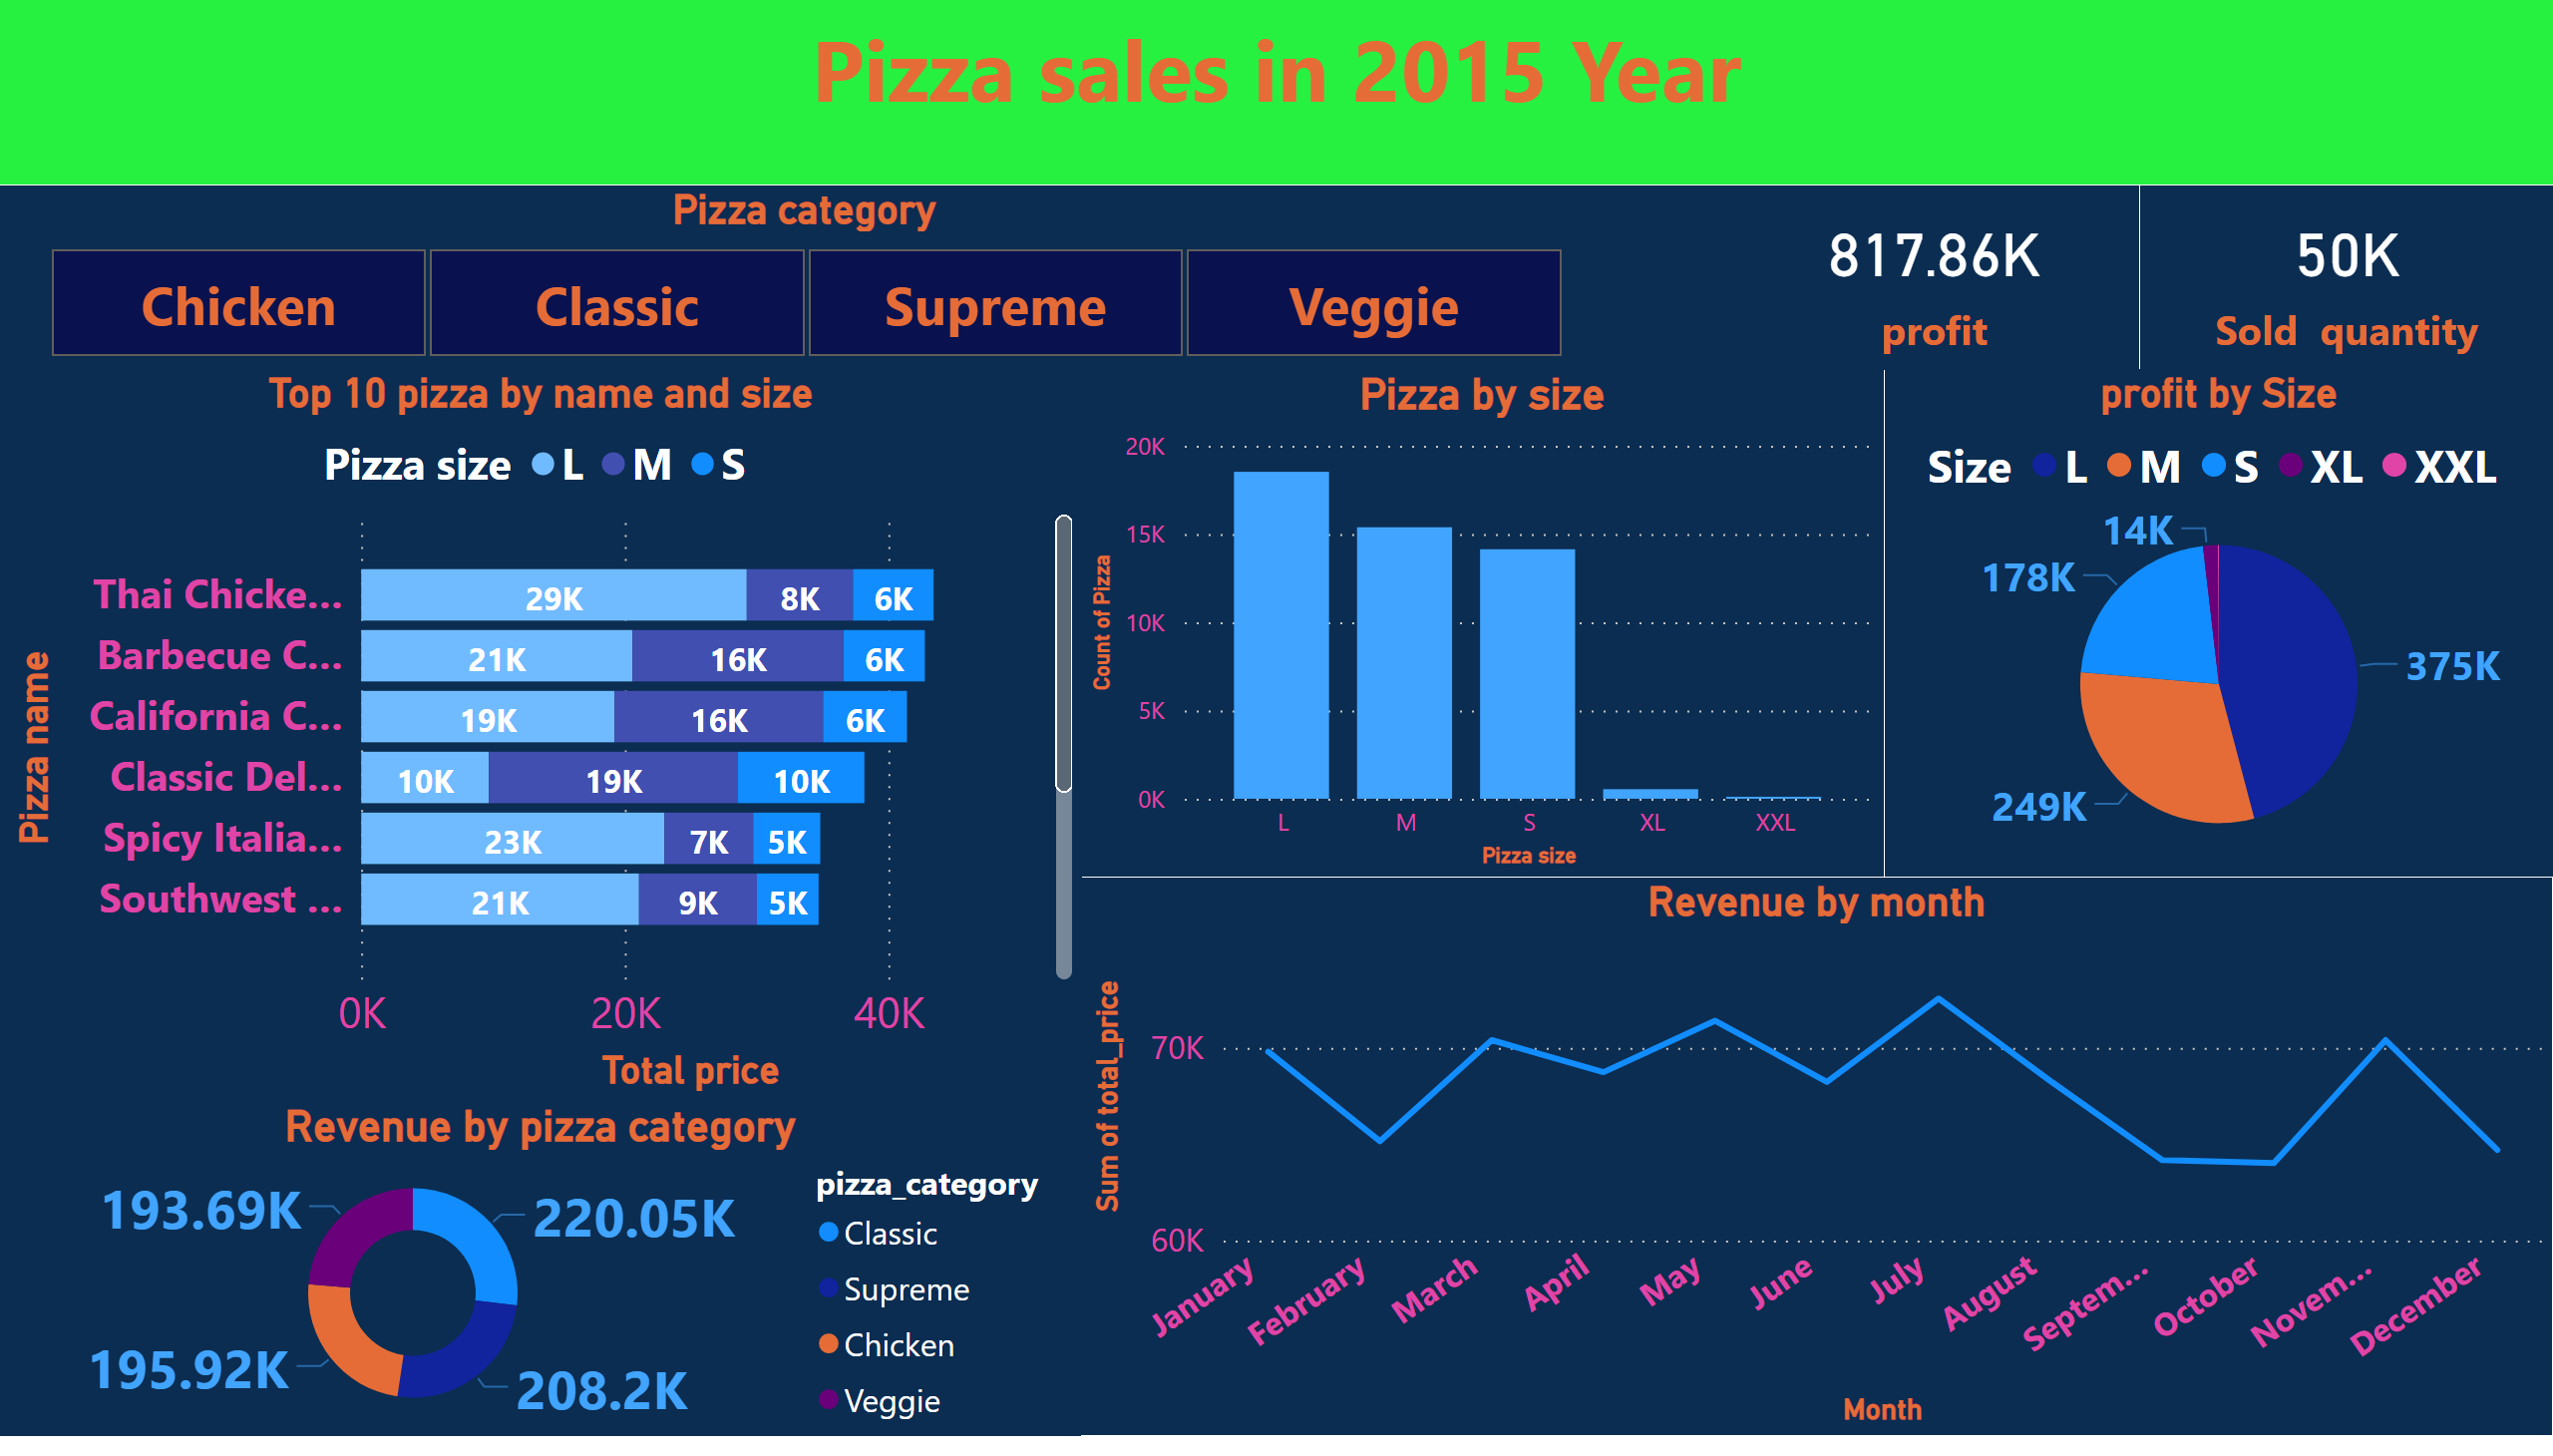 Pizza sales in 2015 Year
Pizza category
Chicken
Classic
Supreme
Veggie
817.86K
profit
50K
Sold quantity
Top 10 pizza by name and size
Pizza size L M S
Pizza name
Thai Chicke... 29K 8K 6K
Barbecue C... 21K 16K 6K
California C... 19K 16K 6K
Classic Del... 10K 19K 10K
Spicy Italia... 23K 7K 5K
Southwest ... 21K 9K 5K
0K 20K 40K
Total price
Pizza by size
Count of Pizza
20K
15K
10K
5K
0K
L M S XL XXL
Pizza size
profit by Size
Size L M S XL XXL
14K
178K
375K
249K
Revenue by pizza category
193.69K
220.05K
195.92K
208.2K
pizza_category
Classic
Supreme
Chicken
Veggie
Revenue by month
Sum of total_price
70K
60K
January February March April May June July August Septem... October Novem... December
Month